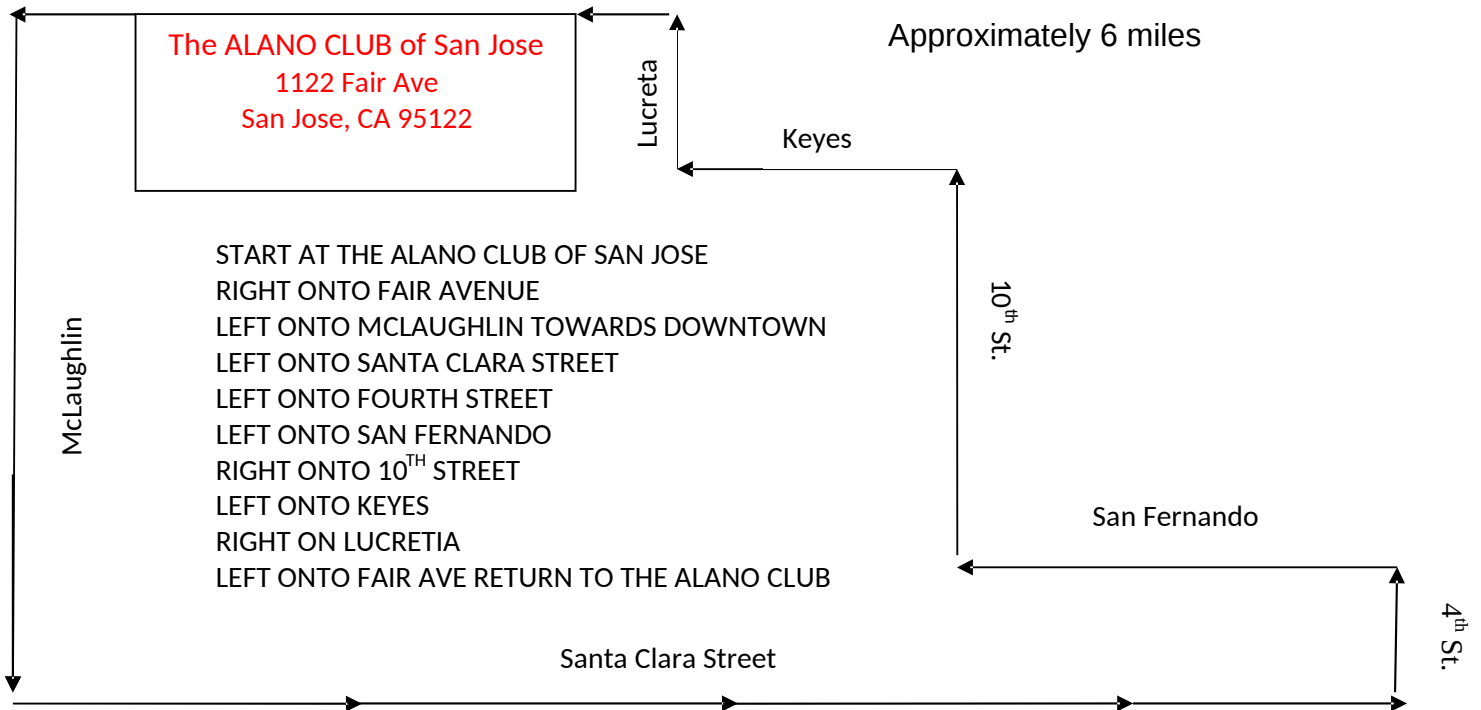 The ALANO CLUB of San Jose
1122 Fair Ave
San Jose, CA 95122
Approximately 6 miles
Lucreta
Keyes
START AT THE ALANO CLUB OF SAN JOSE
RIGHT ONTO FAIR AVENUE
LEFT ONTO MCLAUGHLIN TOWARDS DOWNTOWN
LEFT ONTO SANTA CLARA STREET
LEFT ONTO FOURTH STREET
LEFT ONTO SAN FERNANDO
RIGHT ONTO 10TH STREET
LEFT ONTO KEYES
RIGHT ON LUCRETIA
LEFT ONTO FAIR AVE RETURN TO THE ALANO CLUB
McLaughlin
10th St.
San Fernando
4th St.
Santa Clara Street